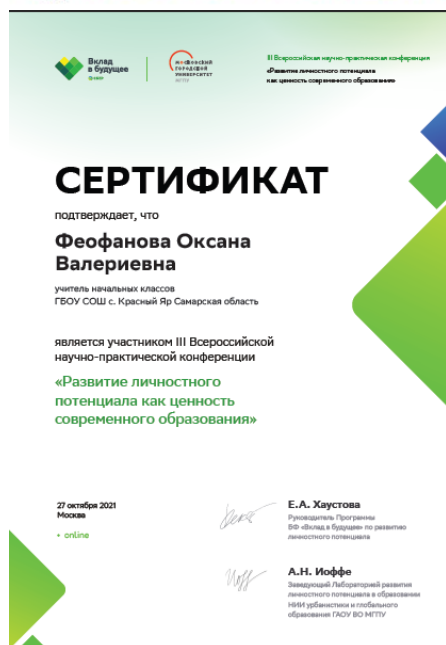 Вклад
в будущее
МОСКОВСКИЙ
ГОРОДСКОЙ
УНИВЕРСИТЕТ
МГПУ
III Всероссийская научно-практическая конференция
«Развитие личностного потенциала
как ценность современного образования»
СЕРТИФИКАТ
подтверждает, что
Феофанова Оксана
Валериевна
учитель начальных классов
ГБОУ СОШ с. Красный Яр Самарская область
является участником III Всероссийской
научно-практической конференции
«Развитие личностного
потенциала как ценность
современного образования»
27 октября 2021
Москва
• online
Е.А. Хаустова
Руководитель Программы
БФ «Вклад в будущее» по развитию
личностного потенциала
А.Н. Иоффе
Заведующий Лабораторией развития
личностного потенциала в образовании
НИИ урбанистики и глобального
образования ГАОУ ВО МГПУ